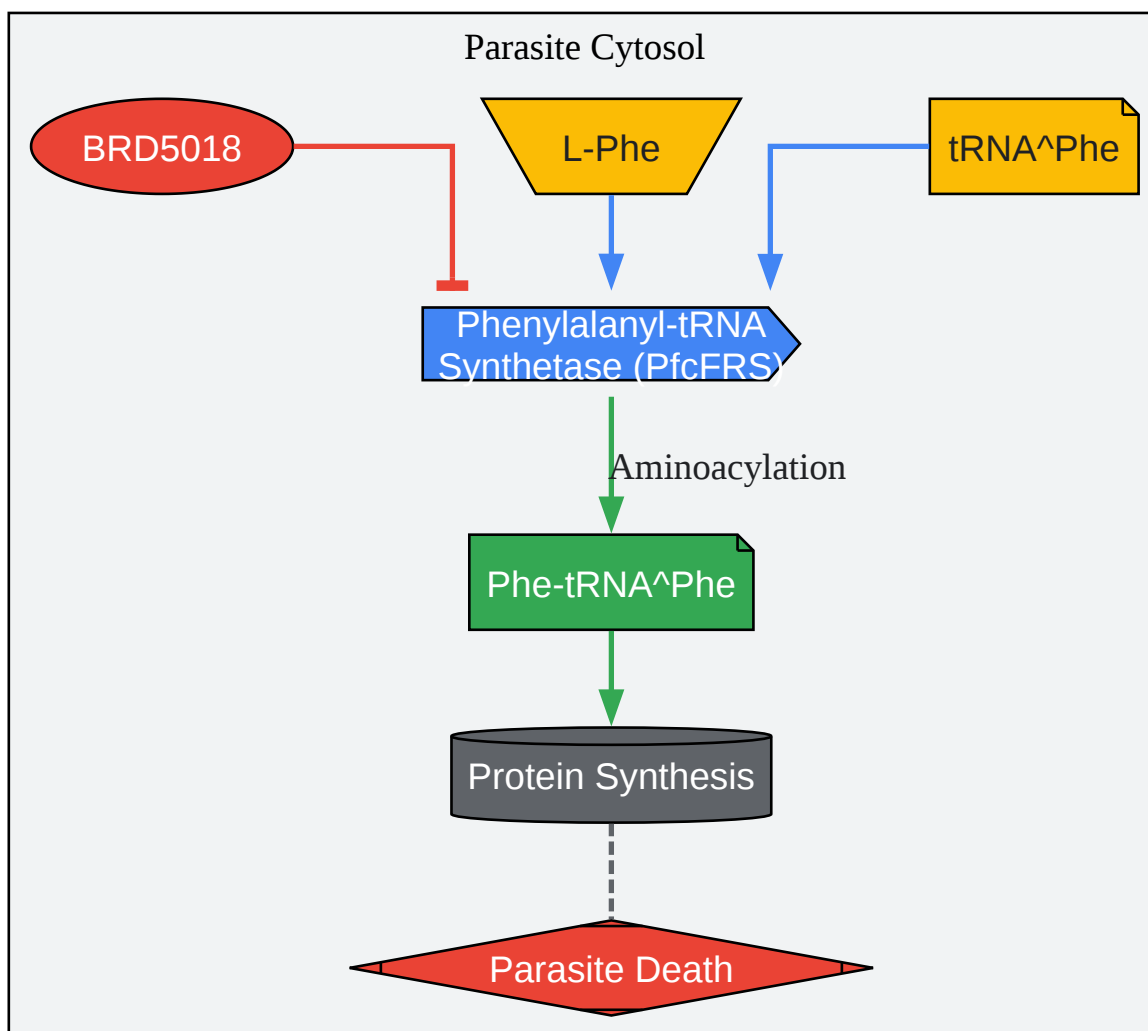 Parasite Cytosol
BRD5018
L-Phe
tRNA^Phe
Phenylalanyl-tRNA
Synthetase (PfcFRS)
Aminoacylation
Phe-tRNA^Phe
Protein Synthesis
Parasite Death